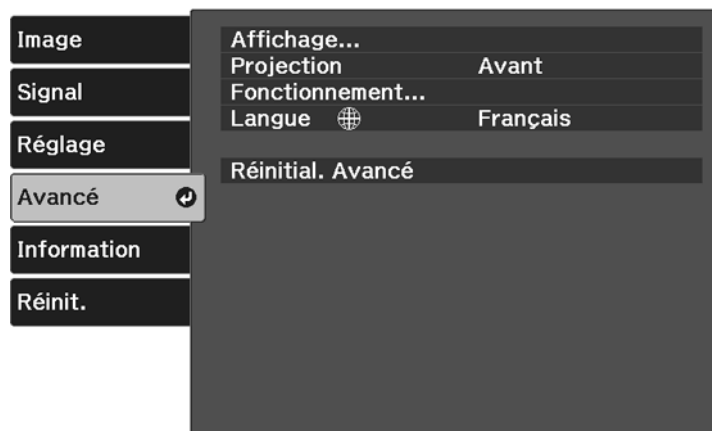 Image
Signal
Réglage
Avancé
Information
Réinit.
Affichage...
Projection Avant
Fonctionnement...
Langue Français
Réinitial. Avancé